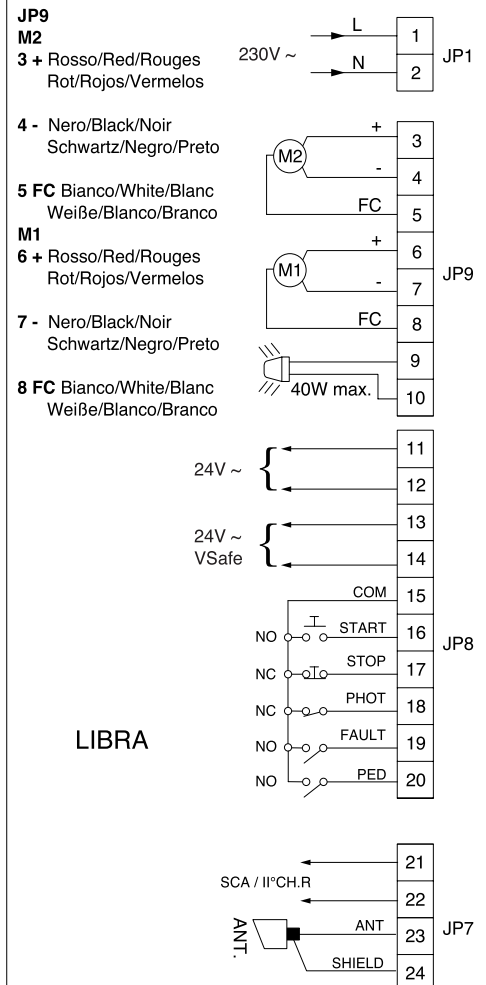 JP9
M2
3 + Rosso/Red/Rouges
Rot/Rojos/Vermelos
4 - Nero/Black/Noir
Schwartz/Negro/Preto
5 FC Bianco/White/Blanc
Weiße/Blanco/Branco
M1
6 + Rosso/Red/Rouges
Rot/Rojos/Vermelos
7 - Nero/Black/Noir
Schwartz/Negro/Preto
8 FC Bianco/White/Blanc
Weiße/Blanco/Branco
LIBRA
230V ~
L 1
N 2
JP1
M2
+ 3
- 4
FC 5
M1
+ 6
- 7
FC 8
JP9
9
40W max. 10
24V ~
11
12
24V ~
VSafe
13
14
COM 15
NO START 16
NC STOP 17
NC PHOT 18
NO FAULT 19
NO PED 20
JP8
SCA / II°CH.R
21
22
ANT.
ANT 23
SHIELD 24
JP7